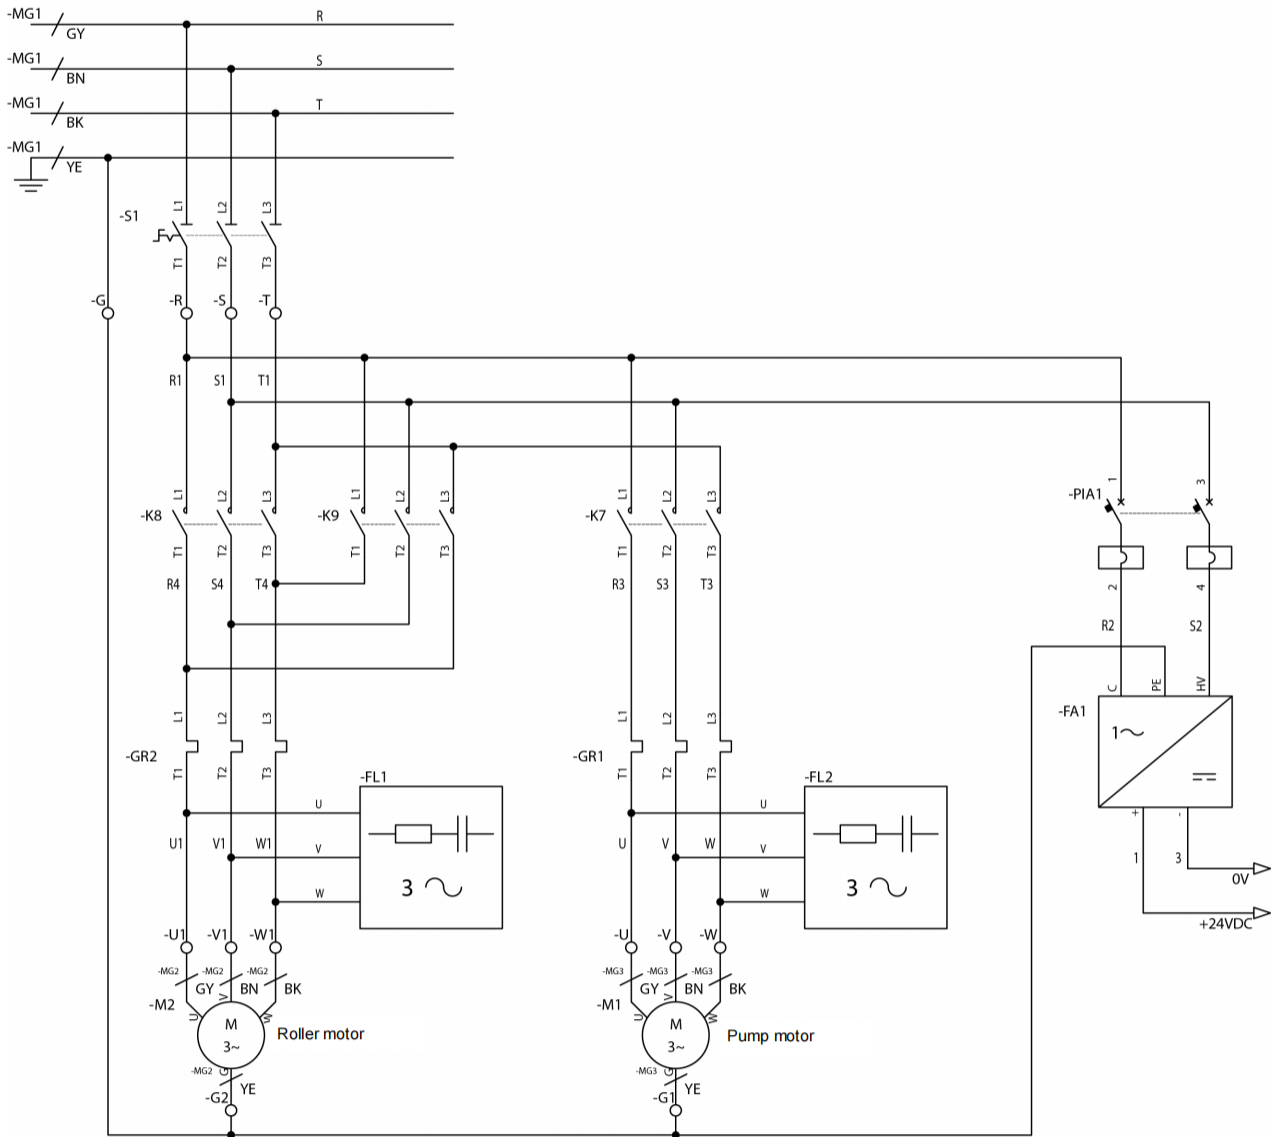 -MG1 GY R
-MG1 BN S
-MG1 BK T
-MG1 YE
L1 L2 L3
-S1
T1 T2 T3
-G -R -S -T
R1 S1 T1
L1 L2 L3 L1 L2 L3 L1 L2 L3 1 3
-K8 -K9 -K7 -PIA1
T1 T2 T3 T1 T2 T3 T1 T2 T3
R4 S4 T4 R3 S3 T3 2 4
R2 S2
L1 L2 L3 L1 L2 L3 C PE HV
-GR2 -GR1 -FA1
1
T1 T2 T3 T1 T2 T3
-FL1 -FL2
U U
+ -
U1 V1 W1 V U V W V
1 3
3 3
0V
W W
+24VDC
-U1 -V1 -W1 -U -V -W
-MG2 -MG2 -MG2 -MG3 -MG3 -MG3
GY BN BK GY BN BK
-M2 U V W -M1 U V W
M M
3~ 3~
Roller motor Pump motor
-MG2 G YE -MG3 G YE
-G2 -G1